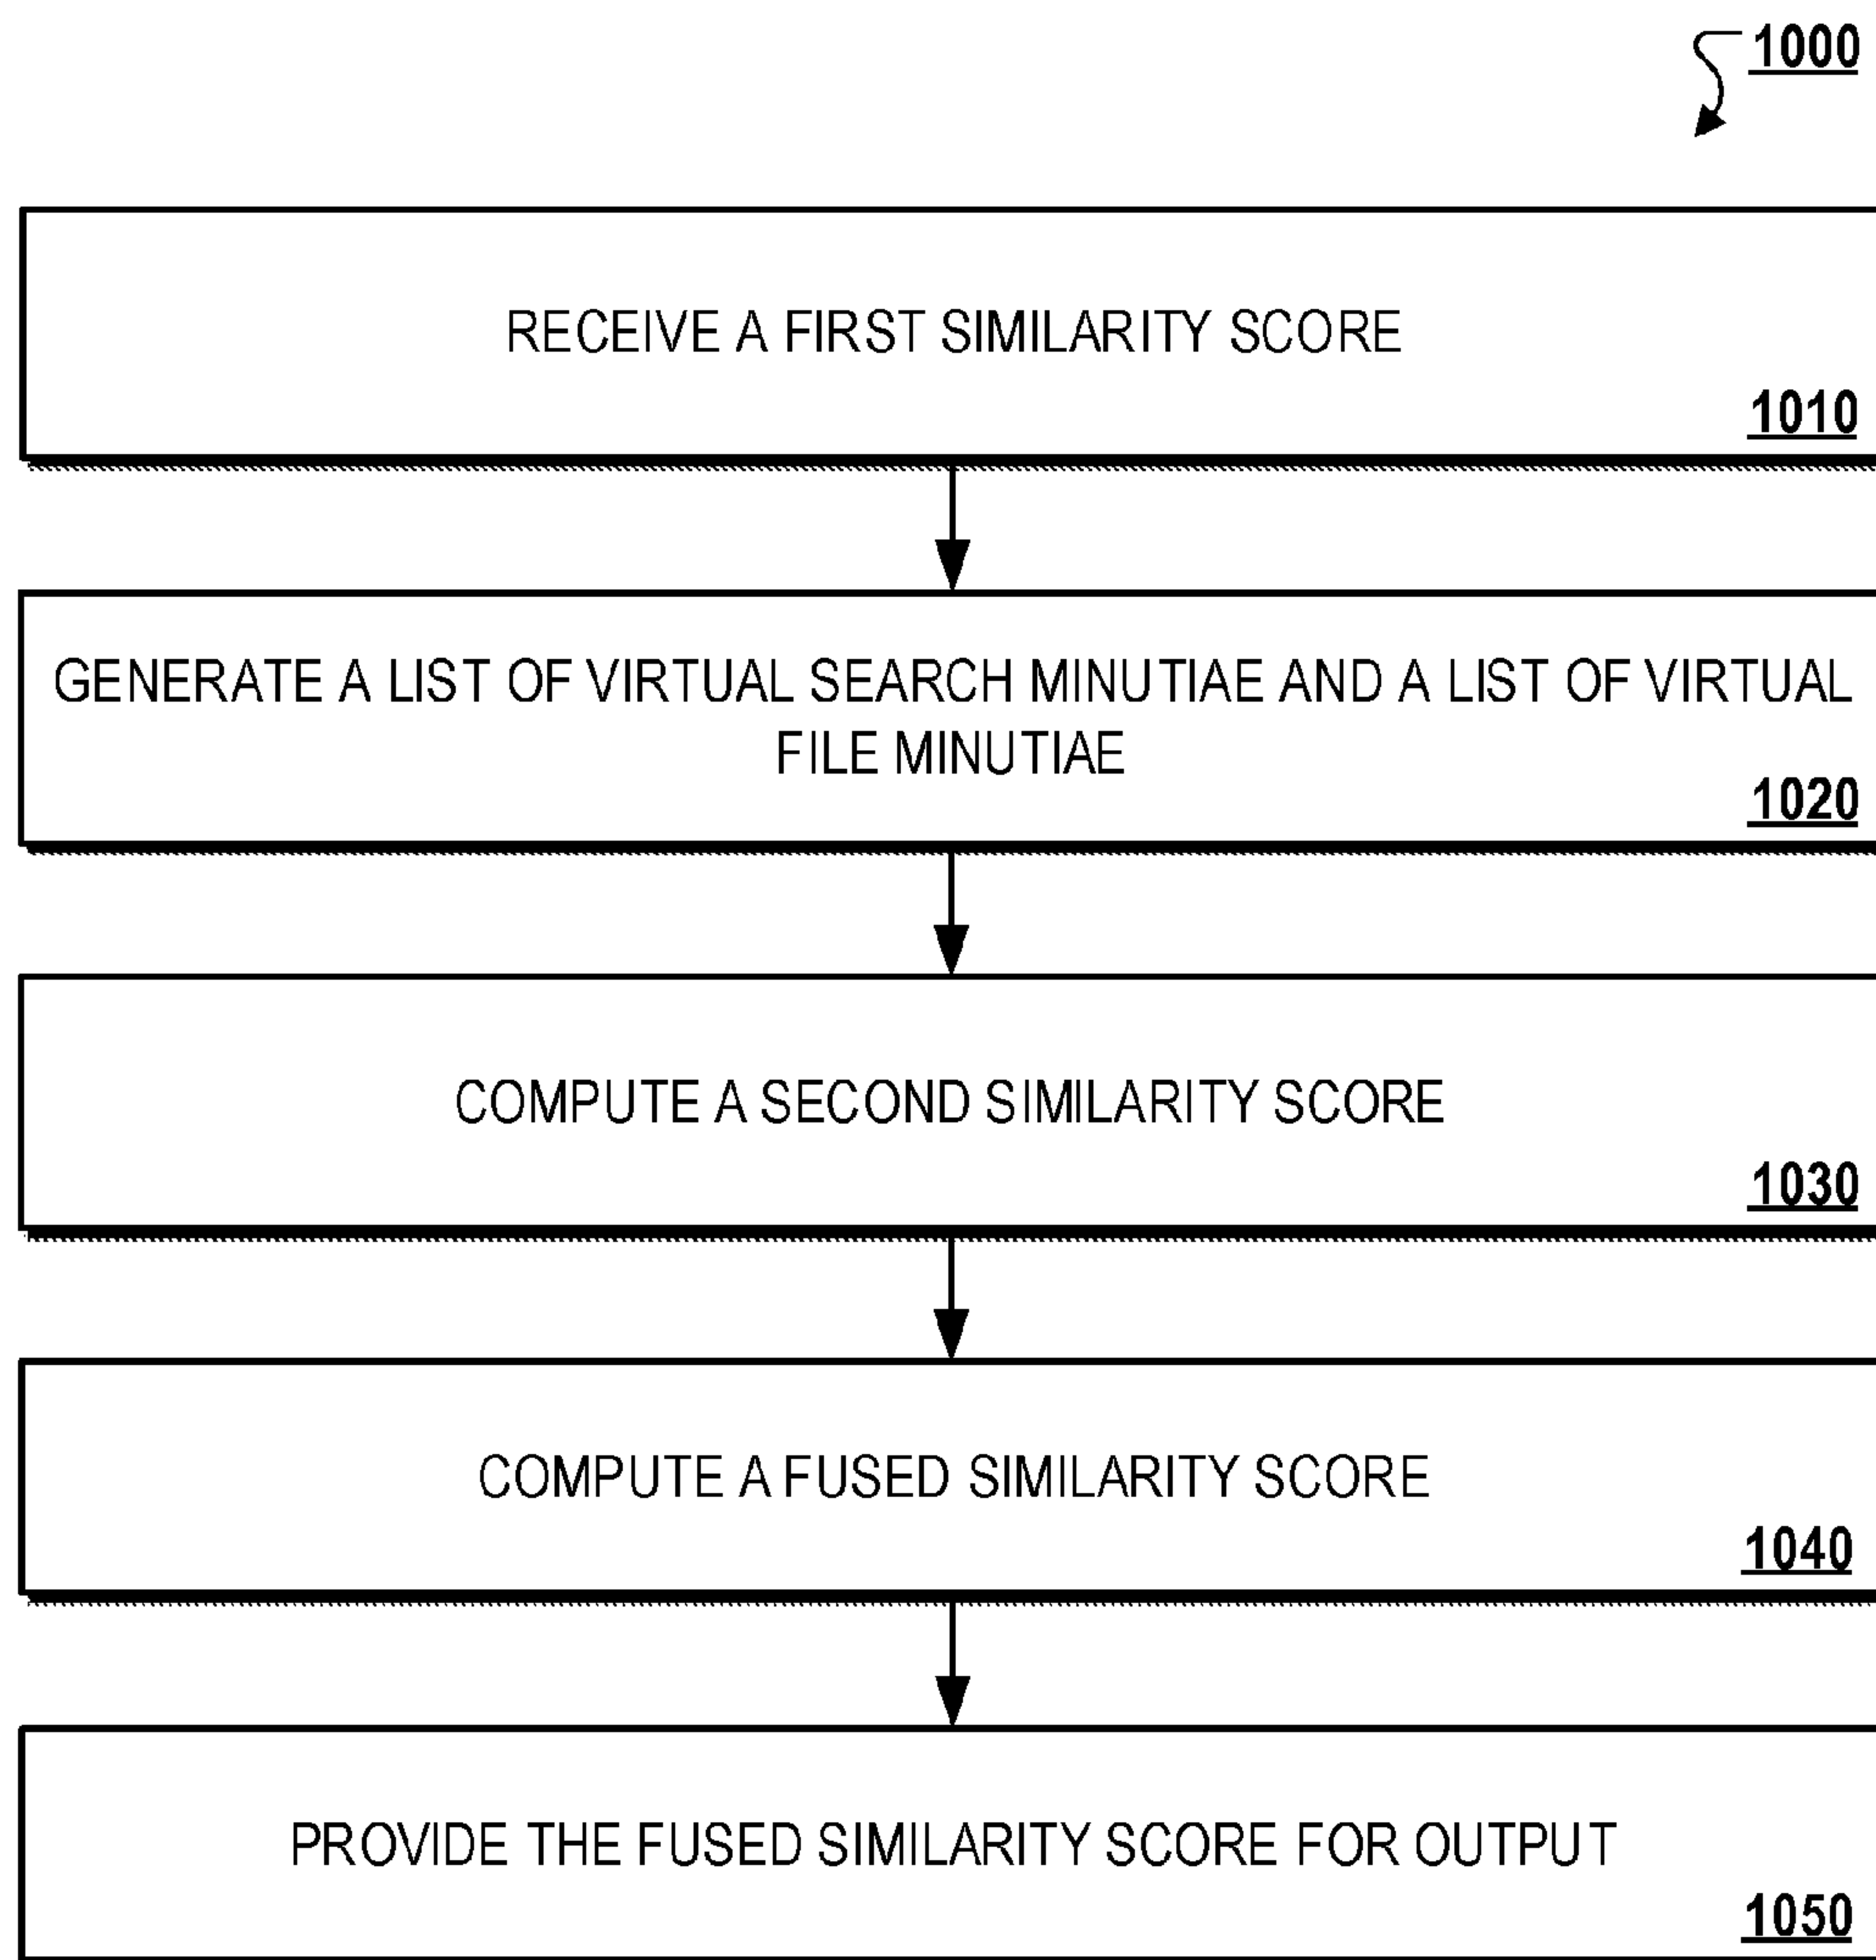 1000
RECEIVE A FIRST SIMILARITY SCORE
1010
GENERATE A LIST OF VIRTUAL SEARCH MINUTIAE AND A LIST OF VIRTUAL
FILE MINUTIAE
1020
COMPUTE A SECOND SIMILARITY SCORE
1030
COMPUTE A FUSED SIMILARITY SCORE
1040
PROVIDE THE FUSED SIMILARITY SCORE FOR OUTPUT
1050